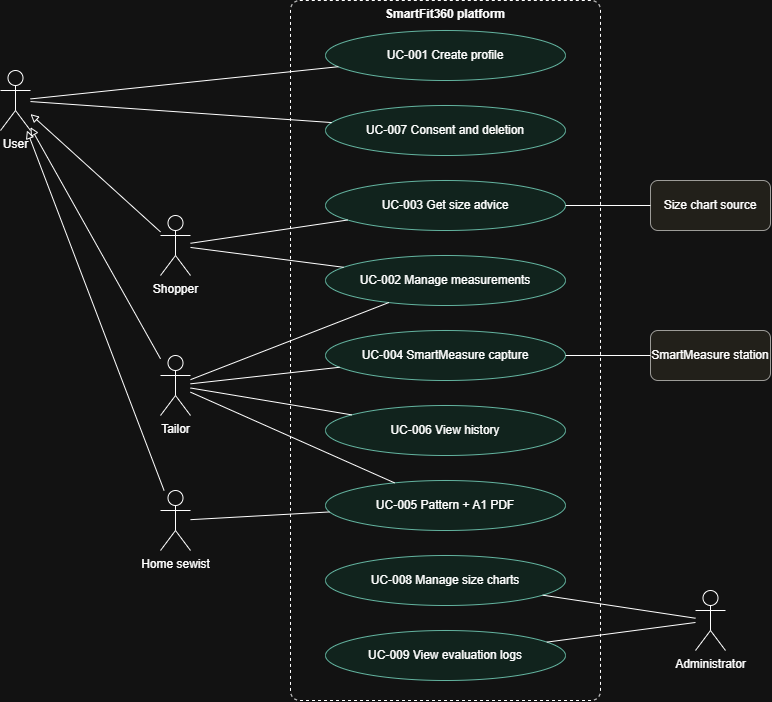 SmartFit360 platform
UC-001 Create profile
User
UC-007 Consent and deletion
UC-003 Get size advice
Size chart source
Shopper
UC-002 Manage measurements
UC-004 SmartMeasure capture
SmartMeasure station
Tailor
UC-006 View history
UC-005 Pattern + A1 PDF
Home sewist
UC-008 Manage size charts
UC-009 View evaluation logs
Administrator